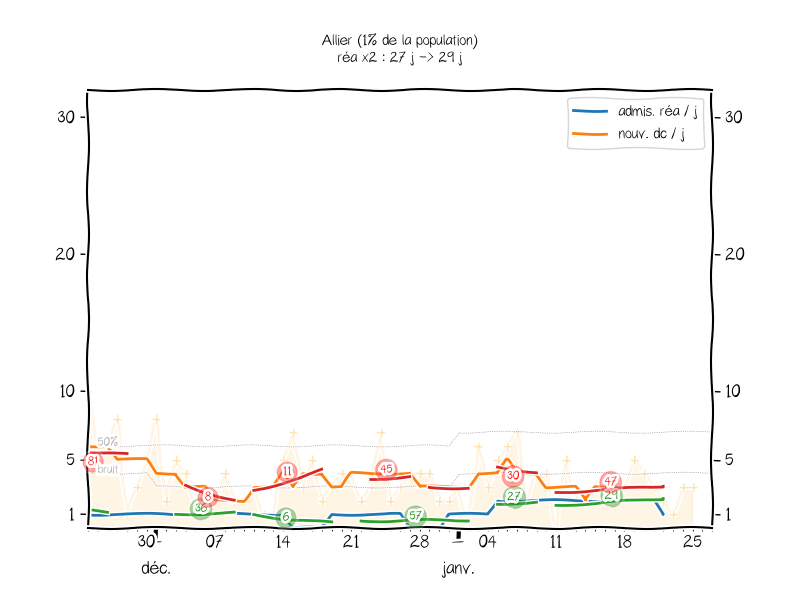 Allier (1% de la population)
réa x2 : 27 j -> 29 j
admis. réa / j
nouv. dc / j
30 30
20 20
10 10
5 5
1 1
50%
bruit
81
8
36
11
6
45
57
30
27
47
29
30 07 14 21 28 04 11 18 25
déc. janv.